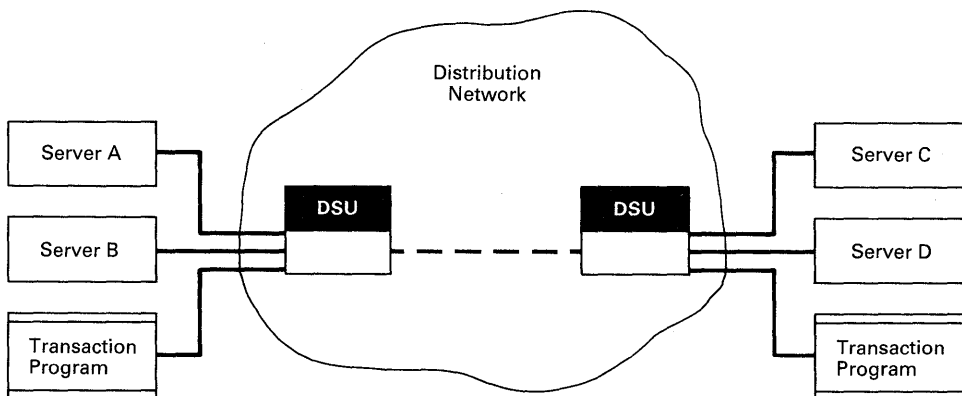 Distribution
Network
Server A
Server C
DSU
DSU
Server B
Server D
Transaction
Program
Transaction
Program